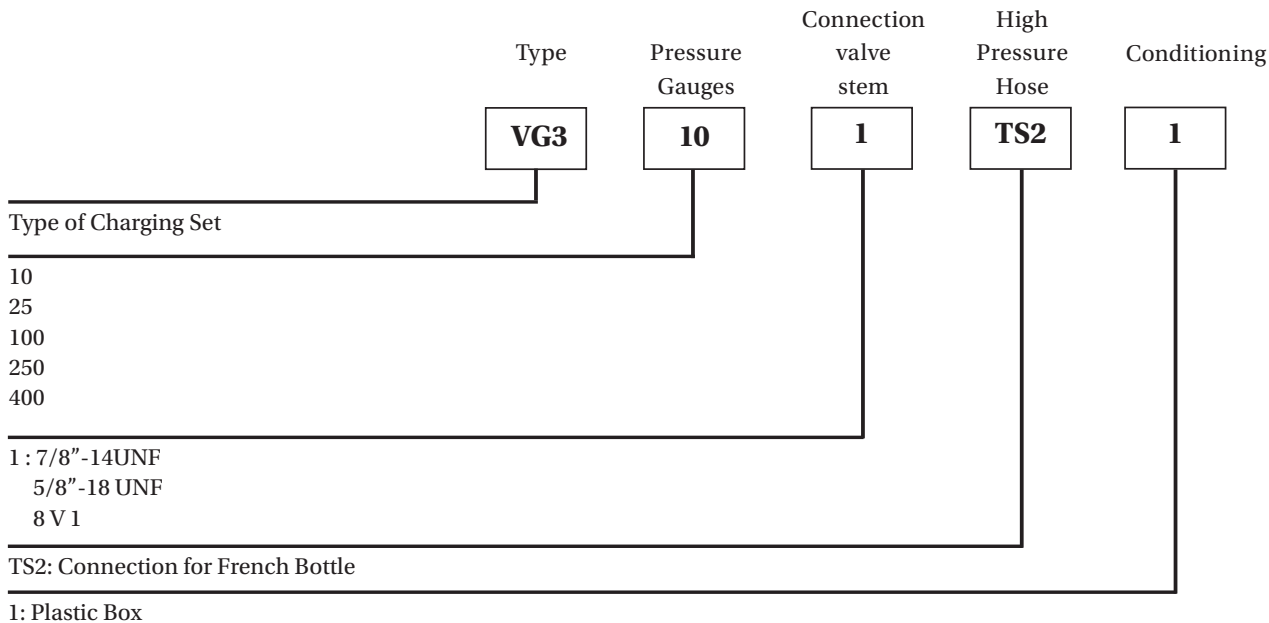 Type
Pressure
Gauges
Connection
valve
stem
High
Pressure
Hose
Conditioning
VG3
10
1
TS2
1
Type of Charging Set
10
25
100
250
400
1 : 7/8"-14UNF
5/8"-18 UNF
8 V 1
TS2: Connection for French Bottle
1: Plastic Box